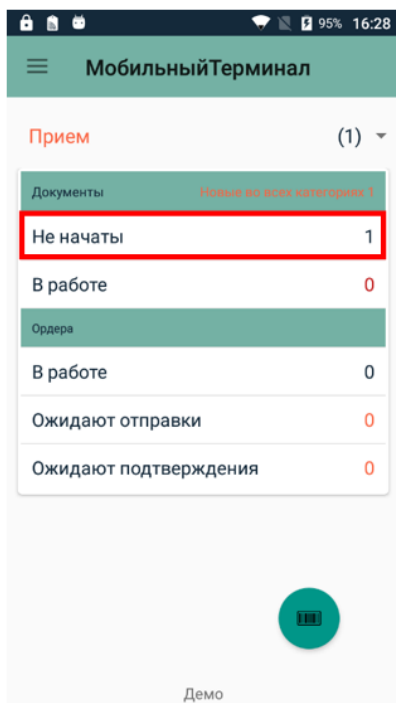 95% 16:28
МобильныйТерминал
Прием (1)
Документы Новые во всех категориях 1
Не начаты 1
В работе 0
Ордера
В работе 0
Ожидают отправки 0
Ожидают подтверждения 0
Демо